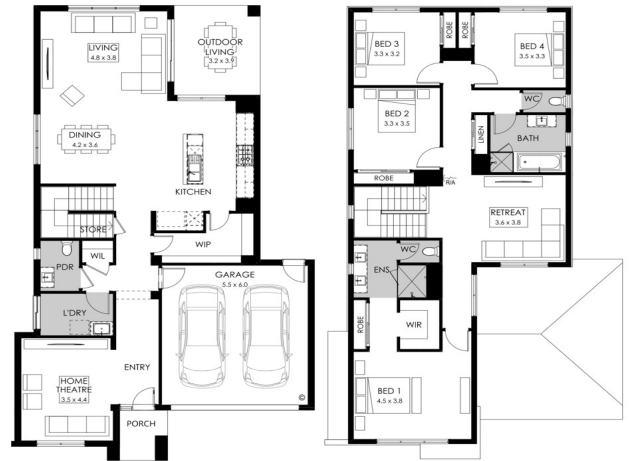 LIVING
4.8 x 3.8
OUTDOOR
LIVING
3.2 x 3.9
DINING
4.2 x 3.6
KITCHEN
STORE
WIP
PDR
WIL
L'DRY
GARAGE
5.5 x 6.0
ENTRY
HOME
THEATRE
3.5 x 4.4
PORCH
©
BED 3
3.3 x 3.2
ROBE
ROBE
BED 4
3.5 x 3.3
WC
BED 2
3.3 x 3.5
LINEN
BATH
ROBE
R/A
RETREAT
3.6 x 3.8
WC
ENS
ROBE
WIR
BED 1
4.5 x 3.8